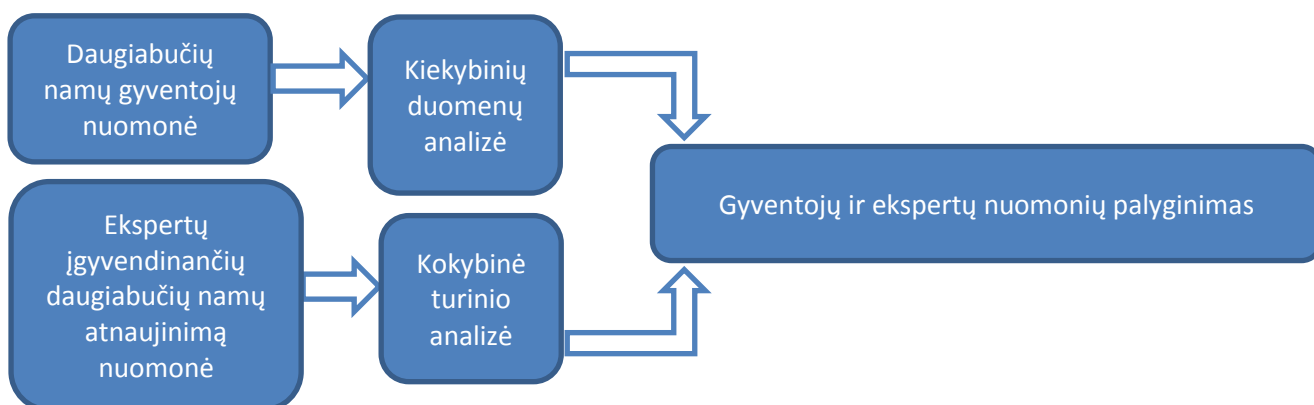 Daugiabučių
namų gyventojų
nuomonė
Kiekybinių
duomenų
analizė
Gyventojų ir ekspertų nuomonių palyginimas
Ekspertų
įgyvendinančių
daugiabučių namų
atnaujinimą
nuomonė
Kokybinė
turinio
analizė